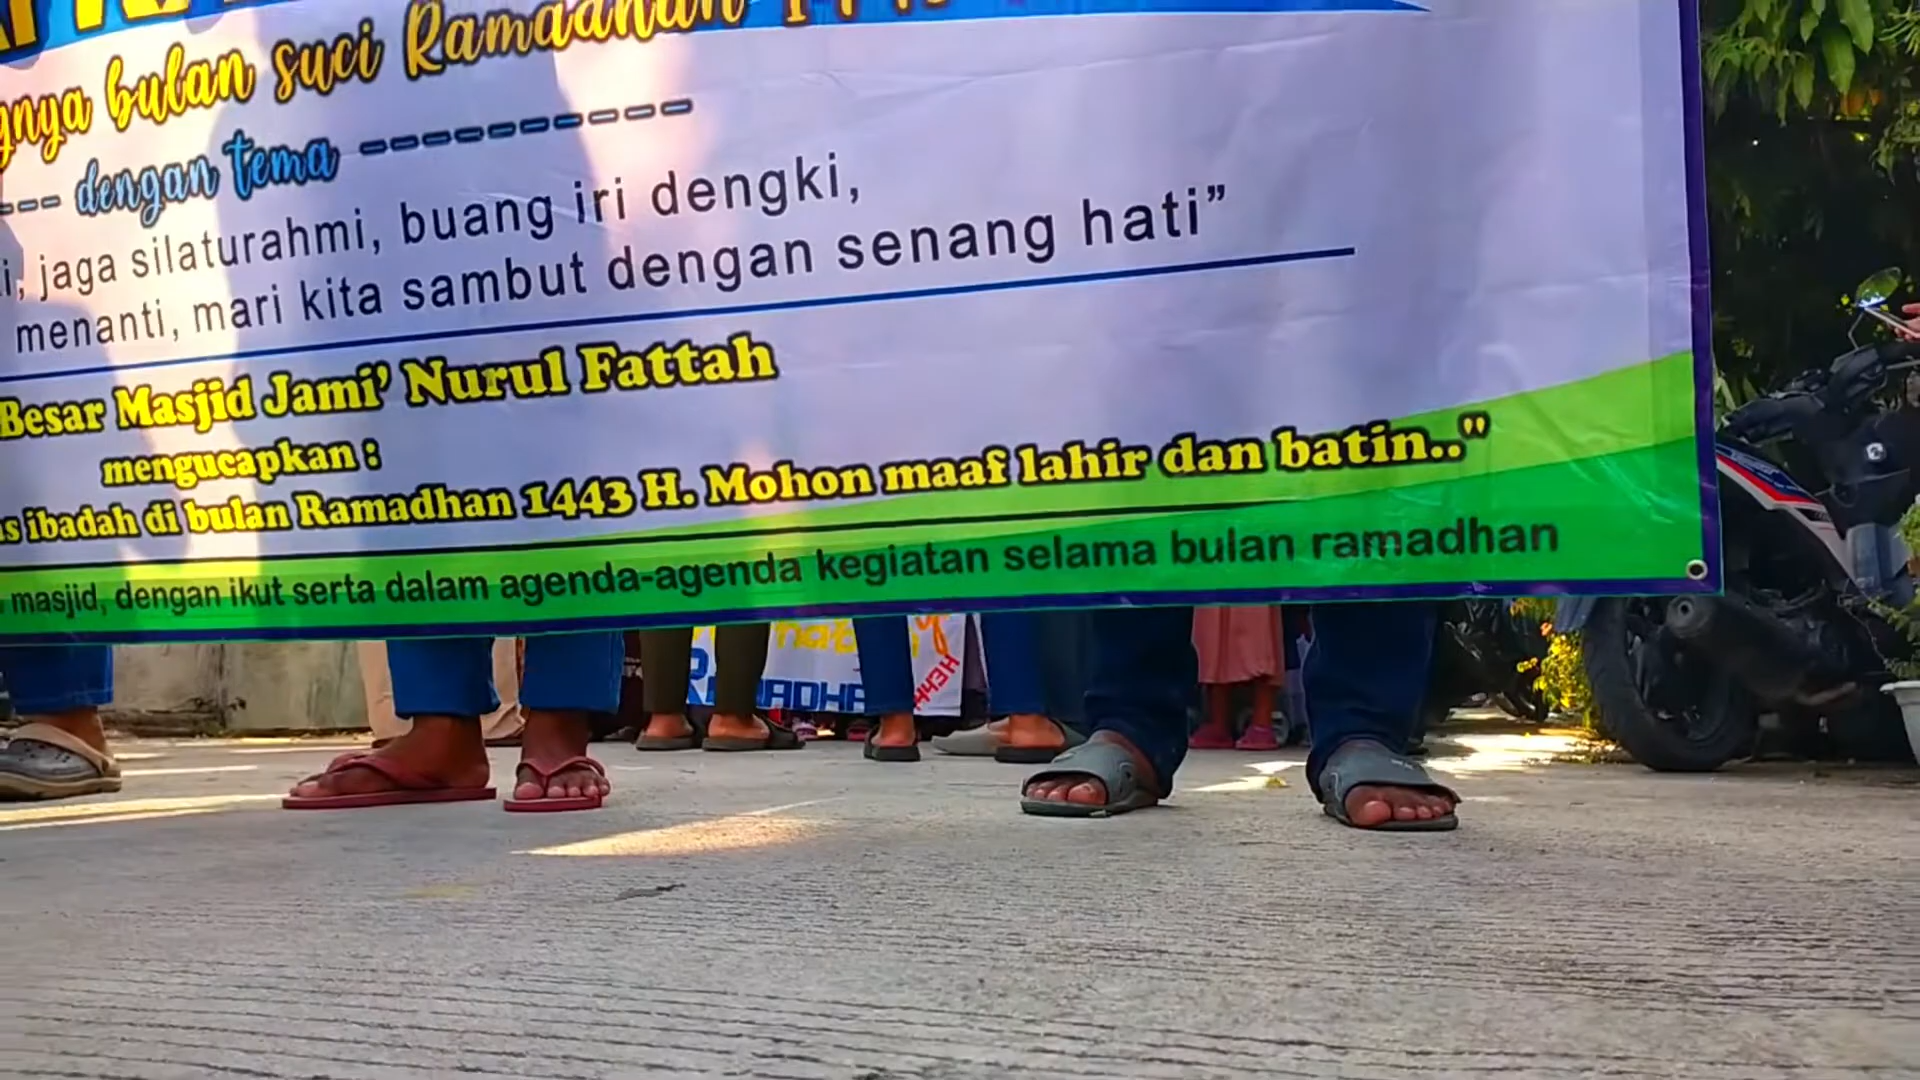 bulan suci Ramadhan
--- dengan tema ----------
jaga silaturahmi, buang iri dengki,
menanti, mari kita sambut dengan senang hati”
Besar Masjid Jami’ Nurul Fattah
mengucapkan :
ibadah di bulan Ramadhan 1443 H. Mohon maaf lahir dan batin.."
masjid, dengan ikut serta dalam agenda-agenda kegiatan selama bulan ramadhan